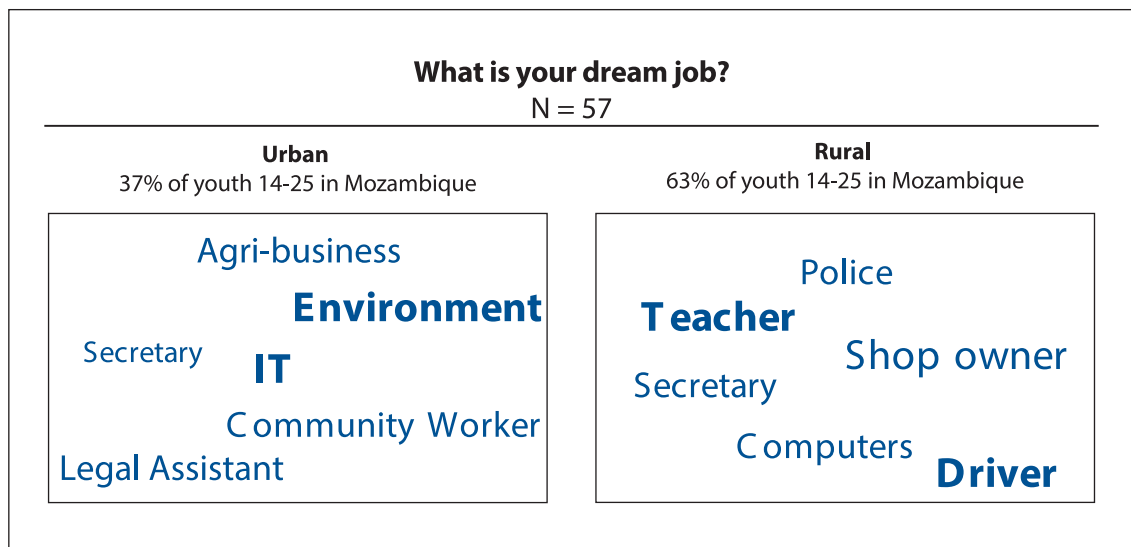 What is your dream job?
N = 57
Urban
37% of youth 14-25 in Mozambique
Agri-business
Environment
Secretary
IT
Community Worker
Legal Assistant
Rural
63% of youth 14-25 in Mozambique
Police
Teacher
Shop owner
Secretary
Computers
Driver